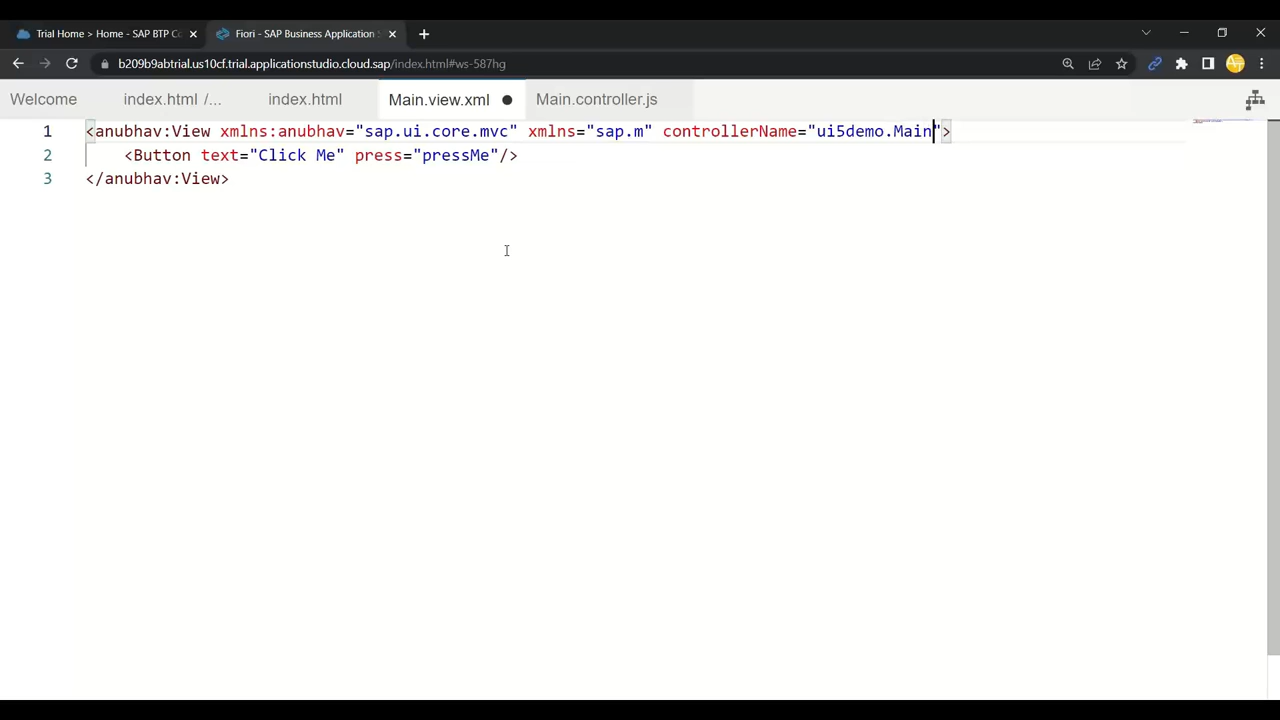 Trial Home > Home - SAP BTP Co
Fiori - SAP Business Application S
b209b9abtrial.us10cf.trial.applicationstudio.cloud.sap/index.html#ws-587hg
Welcome index.html /... index.html Main.view.xml Main.controller.js
1 <anubhav:View xmlns:anubhav="sap.ui.core.mvc" xmlns="sap.m" controllerName="ui5demo.Main">
2 <Button text="Click Me" press="pressMe"/>
3 </anubhav:View>